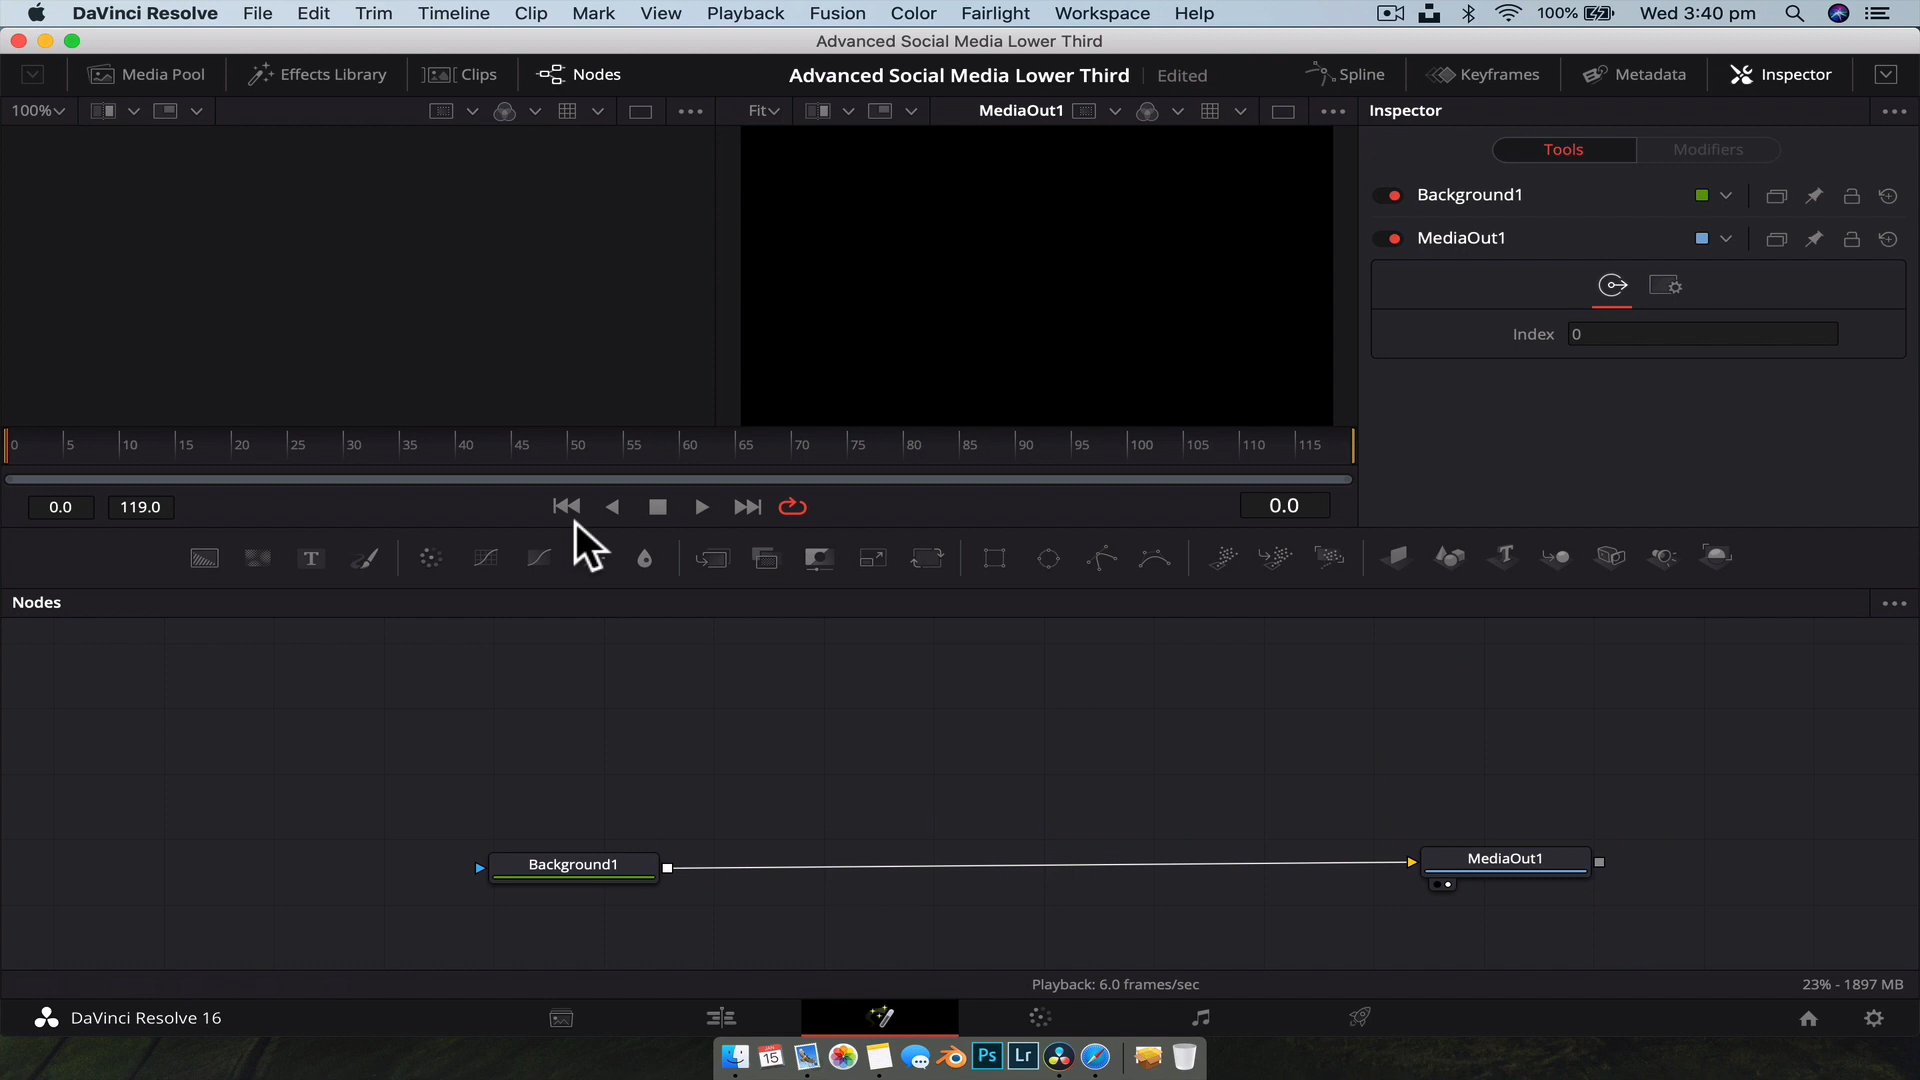 DaVinci Resolve File Edit Trim Timeline Clip Mark View Playback Fusion Color Fairlight Workspace Help 100% Wed 3:40 pm
Advanced Social Media Lower Third
Media Pool Effects Library Clips Nodes Advanced Social Media Lower Third Edited Spline Keyframes Metadata Inspector
100% Fit MediaOut1 Inspector
Tools Modifiers
Background1
MediaOut1
Index 0
0 5 10 15 20 25 30 35 40 45 50 55 60 65 70 75 80 85 90 95 100 105 110 115
0.0 119.0 0.0
T T
Nodes
Background1 MediaOut1
Playback: 6.0 frames/sec 23% - 1897 MB
DaVinci Resolve 16
15 Ps Lr